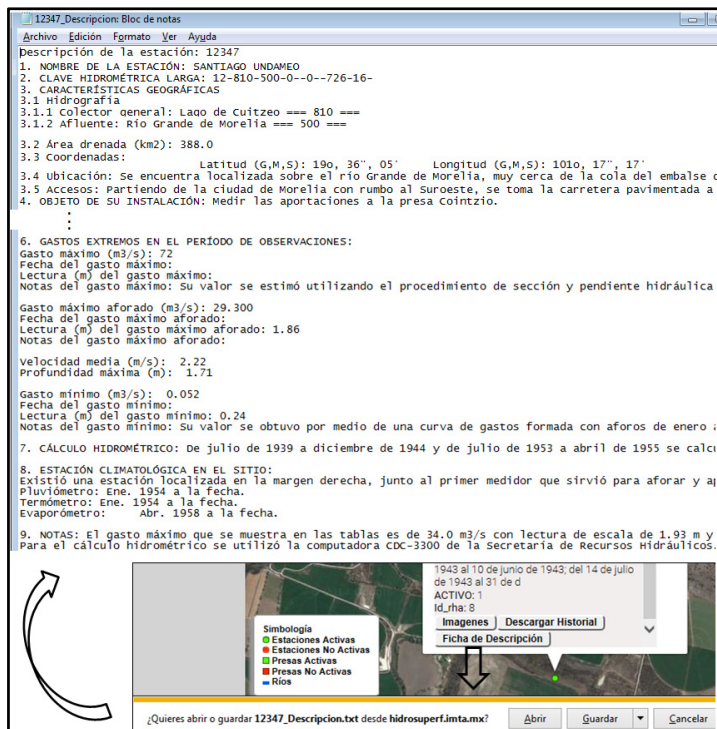 12347_Descripcion: Bloc de notas
Archivo Edición Formato Ver Ayuda
Descripción de la estación: 12347
1. NOMBRE DE LA ESTACIÓN: SANTIAGO UNDAMEO
2. CLAVE HIDROMÉTRICA LARGA: 12-810-500-0--0--726-16-
3. CARACTERÍSTICAS GEOGRÁFICAS
3.1 Hidrografía
3.1.1 Colector general: Lago de Cuitzeo === 810 ===
3.1.2 Afluente: Río Grande de Morelia === 500 ===
3.2 Área drenada (km2): 388.0
3.3 Coordenadas:
Latitud (G,M,S): 19o, 36¨, 05´ Longitud (G,M,S): 101o, 17¨, 17´
3.4 Ubicación: Se encuentra localizada sobre el río Grande de Morelia, muy cerca de la cola del embalse d
3.5 Accesos: Partiendo de la ciudad de Morelia con rumbo al Suroeste, se toma la carretera pavimentada a
4. OBJETO DE SU INSTALACIÓN: Medir las aportaciones a la presa Cointzio.
⋮
6. GASTOS EXTREMOS EN EL PERÍODO DE OBSERVACIONES:
Gasto máximo (m3/s): 72
Fecha del gasto máximo:
Lectura (m) del gasto máximo:
Notas del gasto máximo: Su valor se estimó utilizando el procedimiento de sección y pendiente hidráulica
Gasto máximo aforado (m3/s): 29.300
Fecha del gasto máximo aforado:
Lectura (m) del gasto máximo aforado: 1.86
Notas del gasto máximo aforado:
Velocidad media (m/s): 2.22
Profundidad máxima (m): 1.71
Gasto mínimo (m3/s): 0.052
Fecha del gasto mínimo:
Lectura (m) del gasto mínimo: 0.24
Notas del gasto mínimo: Su valor se obtuvo por medio de una curva de gastos formada con aforos de enero a
7. CÁLCULO HIDROMÉTRICO: De julio de 1939 a diciembre de 1944 y de julio de 1953 a abril de 1955 se calcu
8. ESTACIÓN CLIMATOLÓGICA EN EL SITIO:
Existió una estación localizada en la margen derecha, junto al primer medidor que sirvió para aforar y ap
Pluviómetro: Ene. 1954 a la fecha.
Termómetro: Ene. 1954 a la fecha.
Evaporómetro: Abr. 1958 a la fecha.
9. NOTAS: El gasto máximo que se muestra en las tablas es de 34.0 m3/s con lectura de escala de 1.93 m y
Para el cálculo hidrométrico se utilizó la computadora CDC-3300 de la Secretaría de Recursos Hidráulicos.
1943 al 10 de junio de 1943; del 14 de julio
de 1943 al 31 de d
ACTIVO: 1
Id_rha: 8
Imagenes Descargar Historial
Ficha de Descripción
Simbología
Estaciones Activas
Estaciones No Activas
Presas Activas
Presas No Activas
Ríos
¿Quieres abrir o guardar 12347_Descripcion.txt desde hidrosuperf.imta.mx? Abrir Guardar Cancelar